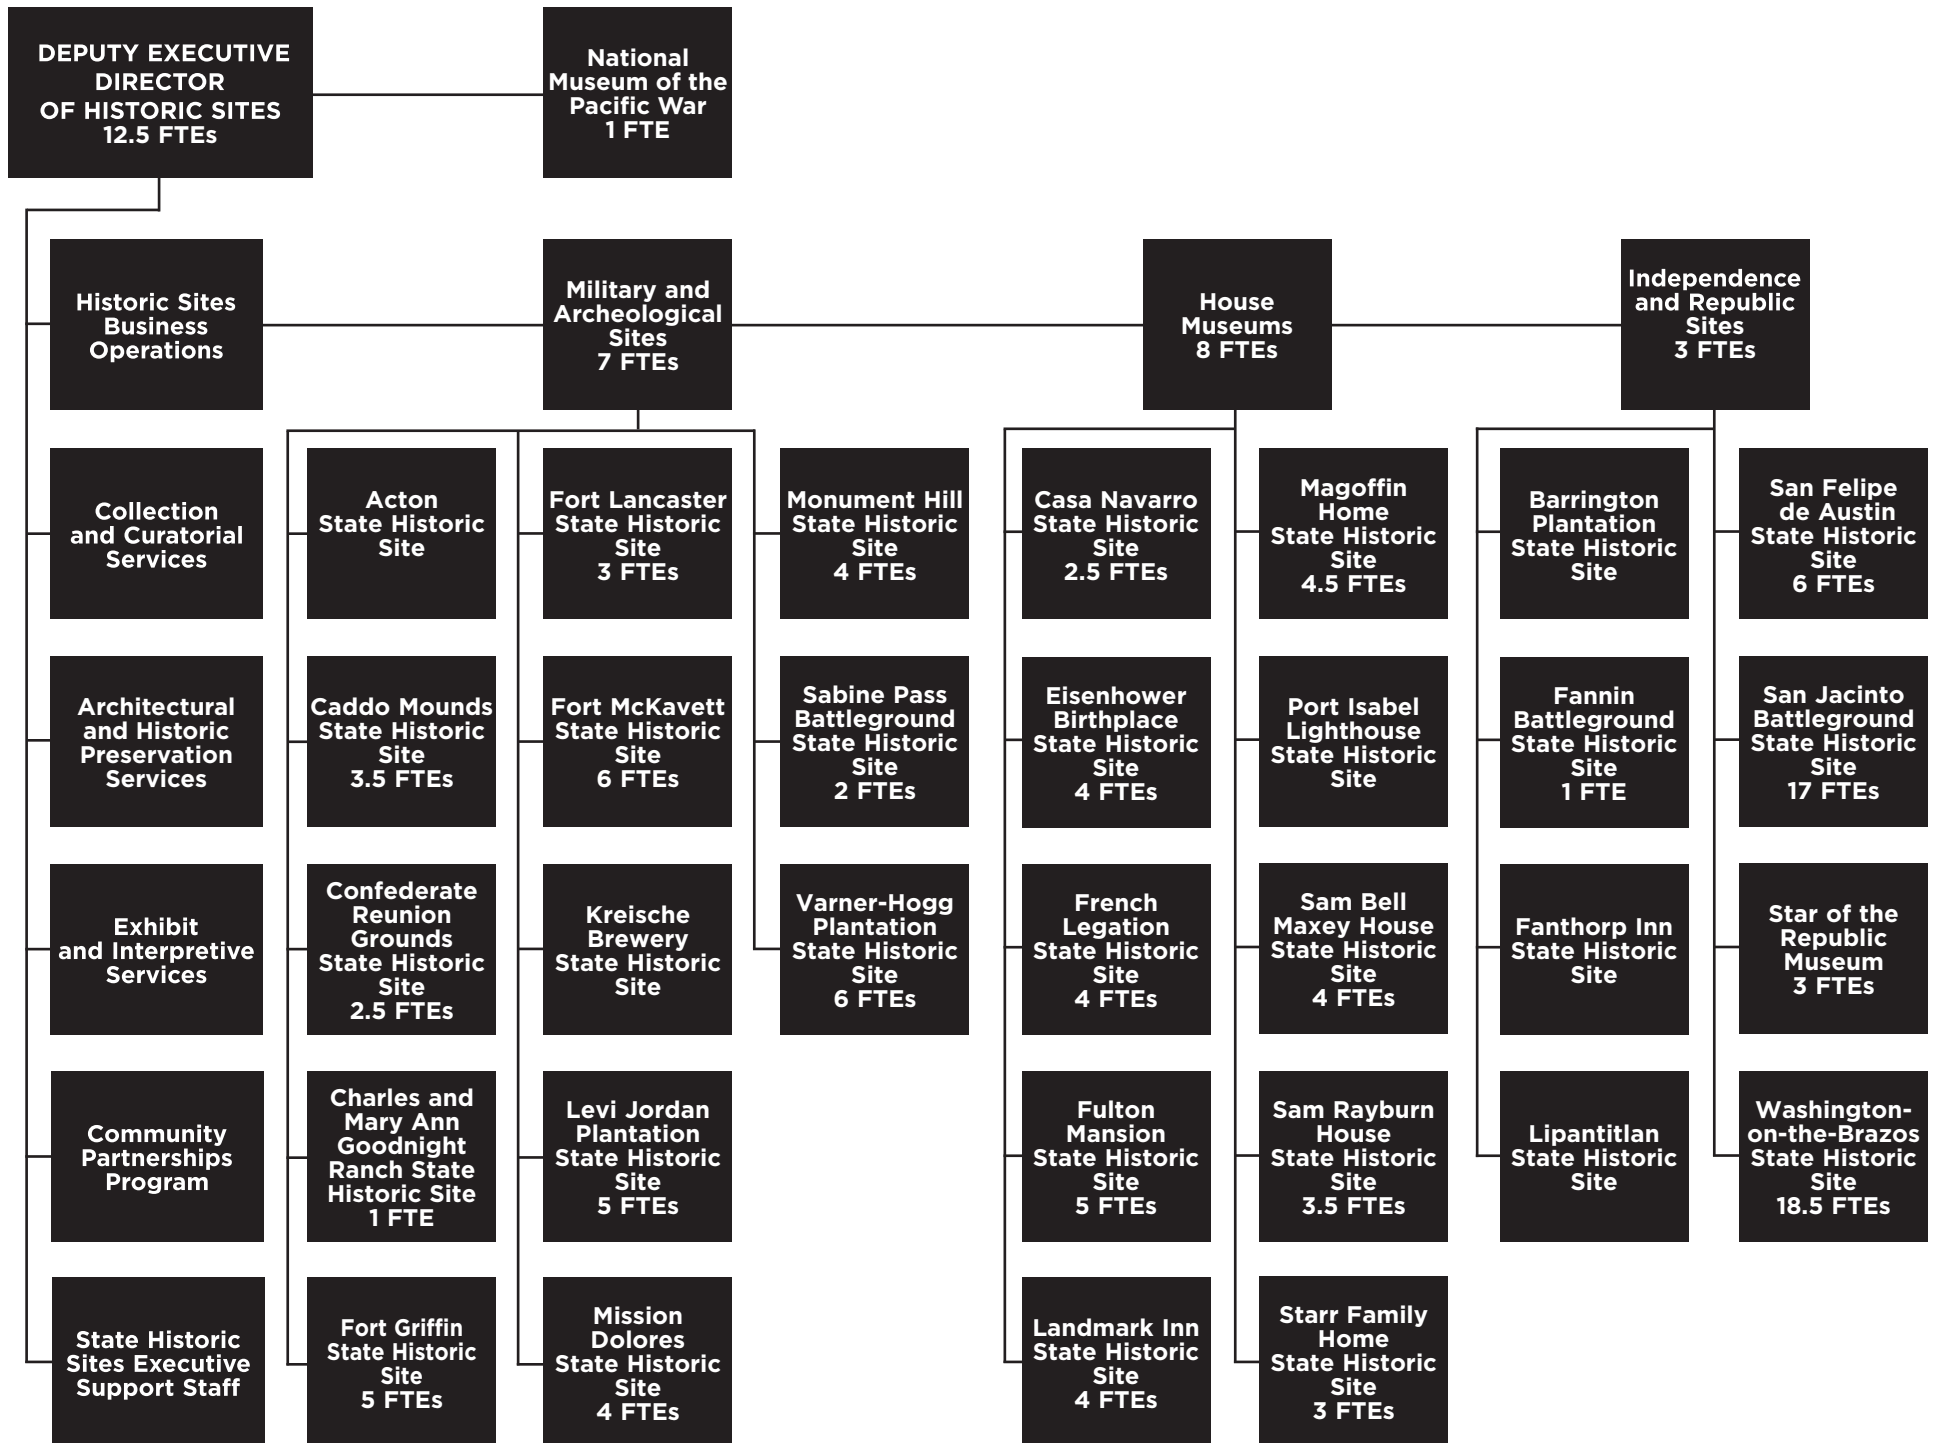 DEPUTY EXECUTIVE
DIRECTOR
OF HISTORIC SITES
12.5 FTEs
National
Museum of the
Pacific War
1 FTE
Historic Sites
Business
Operations
Military and
Archeological
Sites
7 FTEs
House
Museums
8 FTEs
Independence
and Republic
Sites
3 FTEs
Collection
and Curatorial
Services
Acton
State Historic
Site
Fort Lancaster
State Historic
Site
3 FTEs
Monument Hill
State Historic
Site
4 FTEs
Casa Navarro
State Historic
Site
2.5 FTEs
Magoffin
Home
State Historic
Site
4.5 FTEs
Barrington
Plantation
State Historic
Site
San Felipe
de Austin
State Historic
Site
6 FTEs
Architectural
and Historic
Preservation
Services
Caddo Mounds
State Historic
Site
3.5 FTEs
Fort McKavett
State Historic
Site
6 FTEs
Sabine Pass
Battleground
State Historic
Site
2 FTEs
Eisenhower
Birthplace
State Historic
Site
4 FTEs
Port Isabel
Lighthouse
State Historic
Site
Fannin
Battleground
State Historic
Site
1 FTE
San Jacinto
Battleground
State Historic
Site
17 FTEs
Exhibit
and Interpretive
Services
Confederate
Reunion
Grounds
State Historic
Site
2.5 FTEs
Kreische
Brewery
State Historic
Site
Varner-Hogg
Plantation
State Historic
Site
6 FTEs
French
Legation
State Historic
Site
4 FTEs
Sam Bell
Maxey House
State Historic
Site
4 FTEs
Fanthorp Inn
State Historic
Site
Star of the
Republic
Museum
3 FTEs
Community
Partnerships
Program
Charles and
Mary Ann
Goodnight
Ranch State
Historic Site
1 FTE
Levi Jordan
Plantation
State Historic
Site
5 FTEs
Fulton
Mansion
State Historic
Site
5 FTEs
Sam Rayburn
House
State Historic
Site
3.5 FTEs
Lipantitlan
State Historic
Site
Washington-
on-the-Brazos
State Historic
Site
18.5 FTEs
State Historic
Sites Executive
Support Staff
Fort Griffin
State Historic
Site
5 FTEs
Mission
Dolores
State Historic
Site
4 FTEs
Landmark Inn
State Historic
Site
4 FTEs
Starr Family
Home
State Historic
Site
3 FTEs